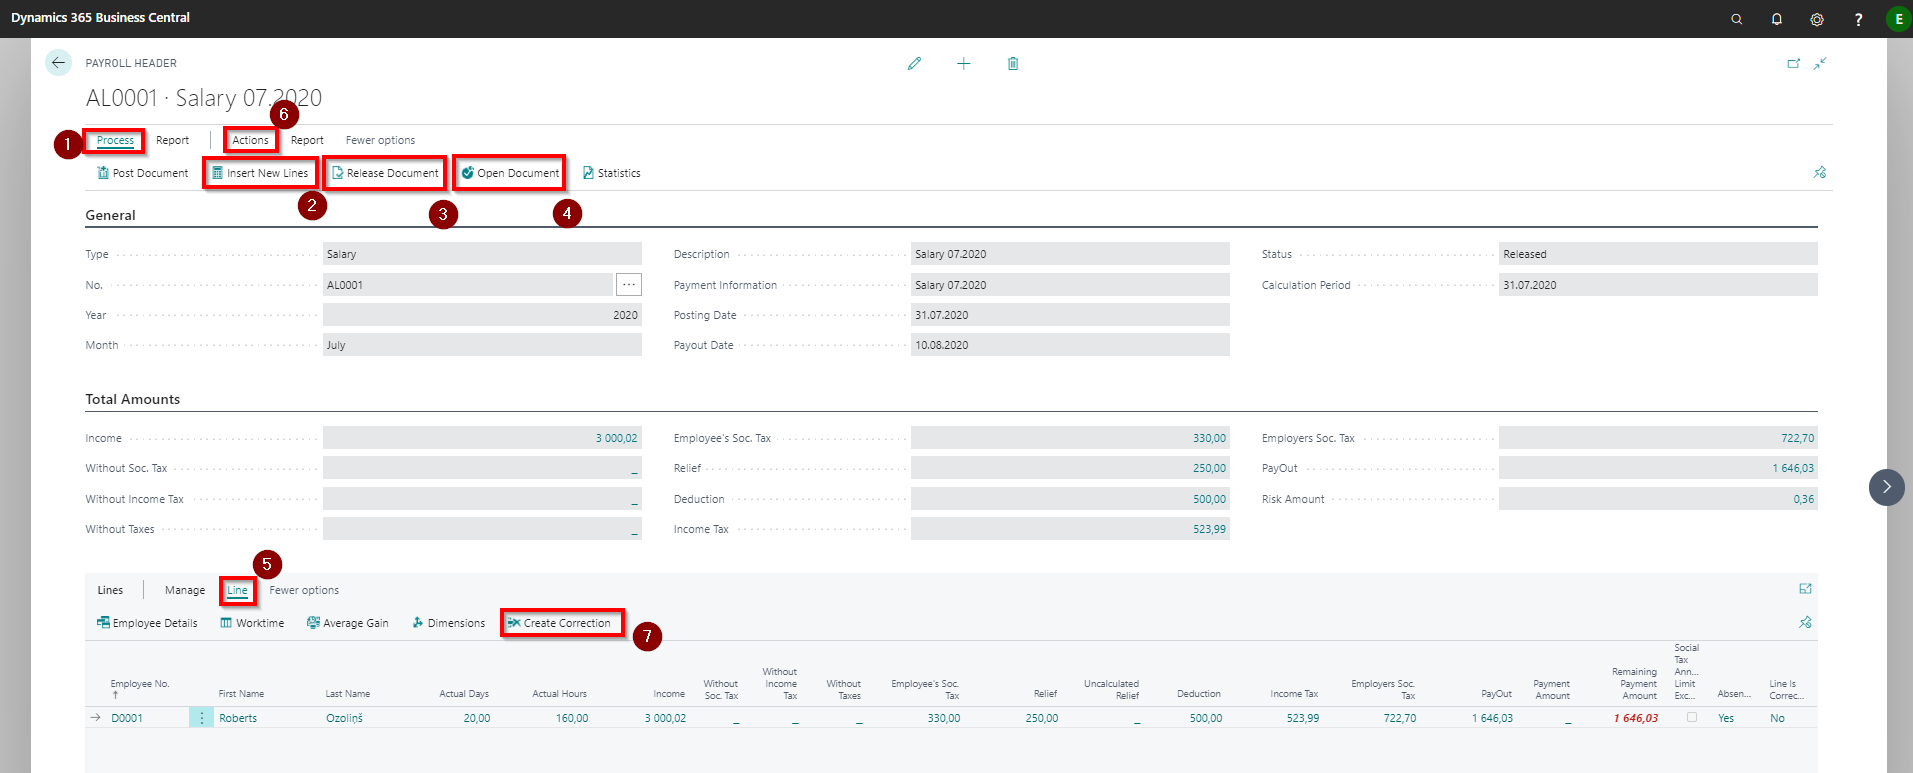 Dynamics 365 Business Central
?
E
PAYROLL HEADER
AL0001 · Salary 07.2020
6
1
Process Report Actions Report Fewer options
Post Document Insert New Lines Release Document Open Document Statistics
2
3
4
General
Type Salary Description Salary 07.2020 Status Released
No. AL0001 ... Payment Information Salary 07.2020 Calculation Period 31.07.2020
Year 2020 Posting Date 31.07.2020
Month July Payout Date 10.08.2020
Total Amounts
Income 3 000,02 Employee's Soc. Tax 330,00 Employers Soc. Tax 722,70
Without Soc. Tax _ Relief 250,00 PayOut 1 646,03
Without Income Tax _ Deduction 500,00 Risk Amount 0,36
Without Taxes _ Income Tax 523,99
5
Lines Manage Line Fewer options
Employee Details Worktime Average Gain Dimensions Create Correction
7
Employee No. ↑ First Name Last Name Actual Days Actual Hours Income Without Soc. Tax Without Income Tax Without Taxes Employee's Soc. Tax Relief Uncalculated Relief Deduction Income Tax Employers Soc. Tax PayOut Payment Amount Remaining Payment Amount Social Tax Ann... Limit Exc... Absen... Line Is Correc...
→ D0001 Roberts Ozoliņš 20,00 160,00 3 000,02 _ _ _ 330,00 250,00 _ 500,00 523,99 722,70 1 646,03 _ 1 646,03 Yes No